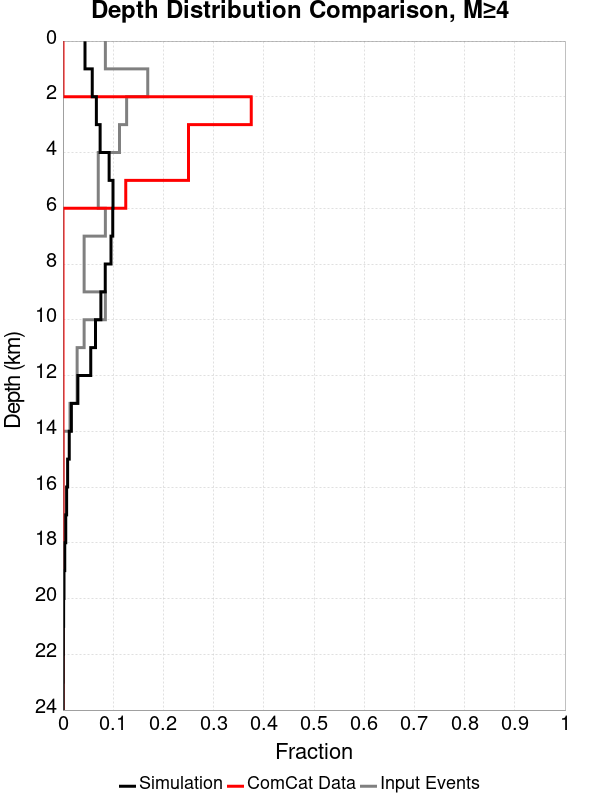 Depth Distribution Comparison, M≥4
0
2
4
6
8
10
12
14
16
18
20
22
24
Depth (km)
0 0.1 0.2 0.3 0.4 0.5 0.6 0.7 0.8 0.9 1
Fraction
Simulation ComCat Data Input Events